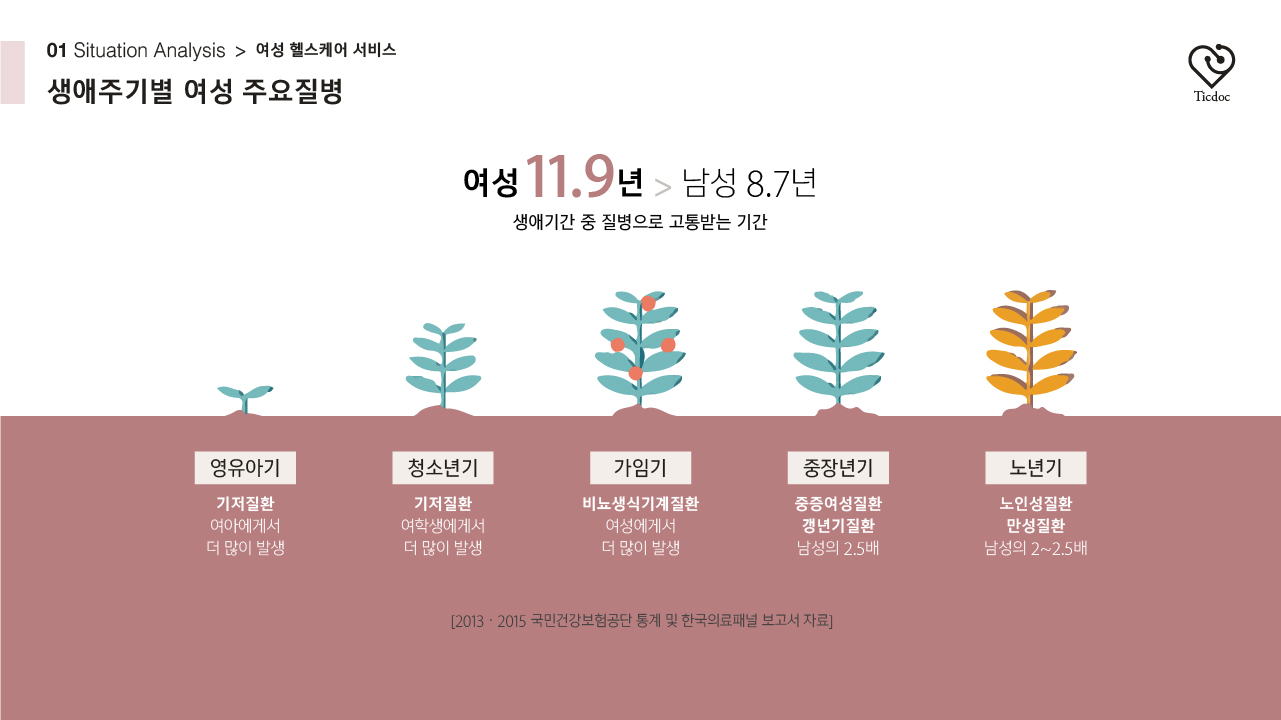 01 Situation Analysis > 여성 헬스케어 서비스
생애주기별 여성 주요질병
Ticdoc
여성 11.9년 > 남성 8.7년
생애기간 중 질병으로 고통받는 기간
영유아기
기저질환
여아에게서
더 많이 발생
청소년기
기저질환
여학생에게서
더 많이 발생
가임기
비뇨생식기계질환
여성에게서
더 많이 발생
중장년기
중증여성질환
갱년기질환
남성의 2.5배
노년기
노인성질환
만성질환
남성의 2~2.5배
[2013 · 2015 국민건강보험공단 통계 및 한국의료패널 보고서 자료]